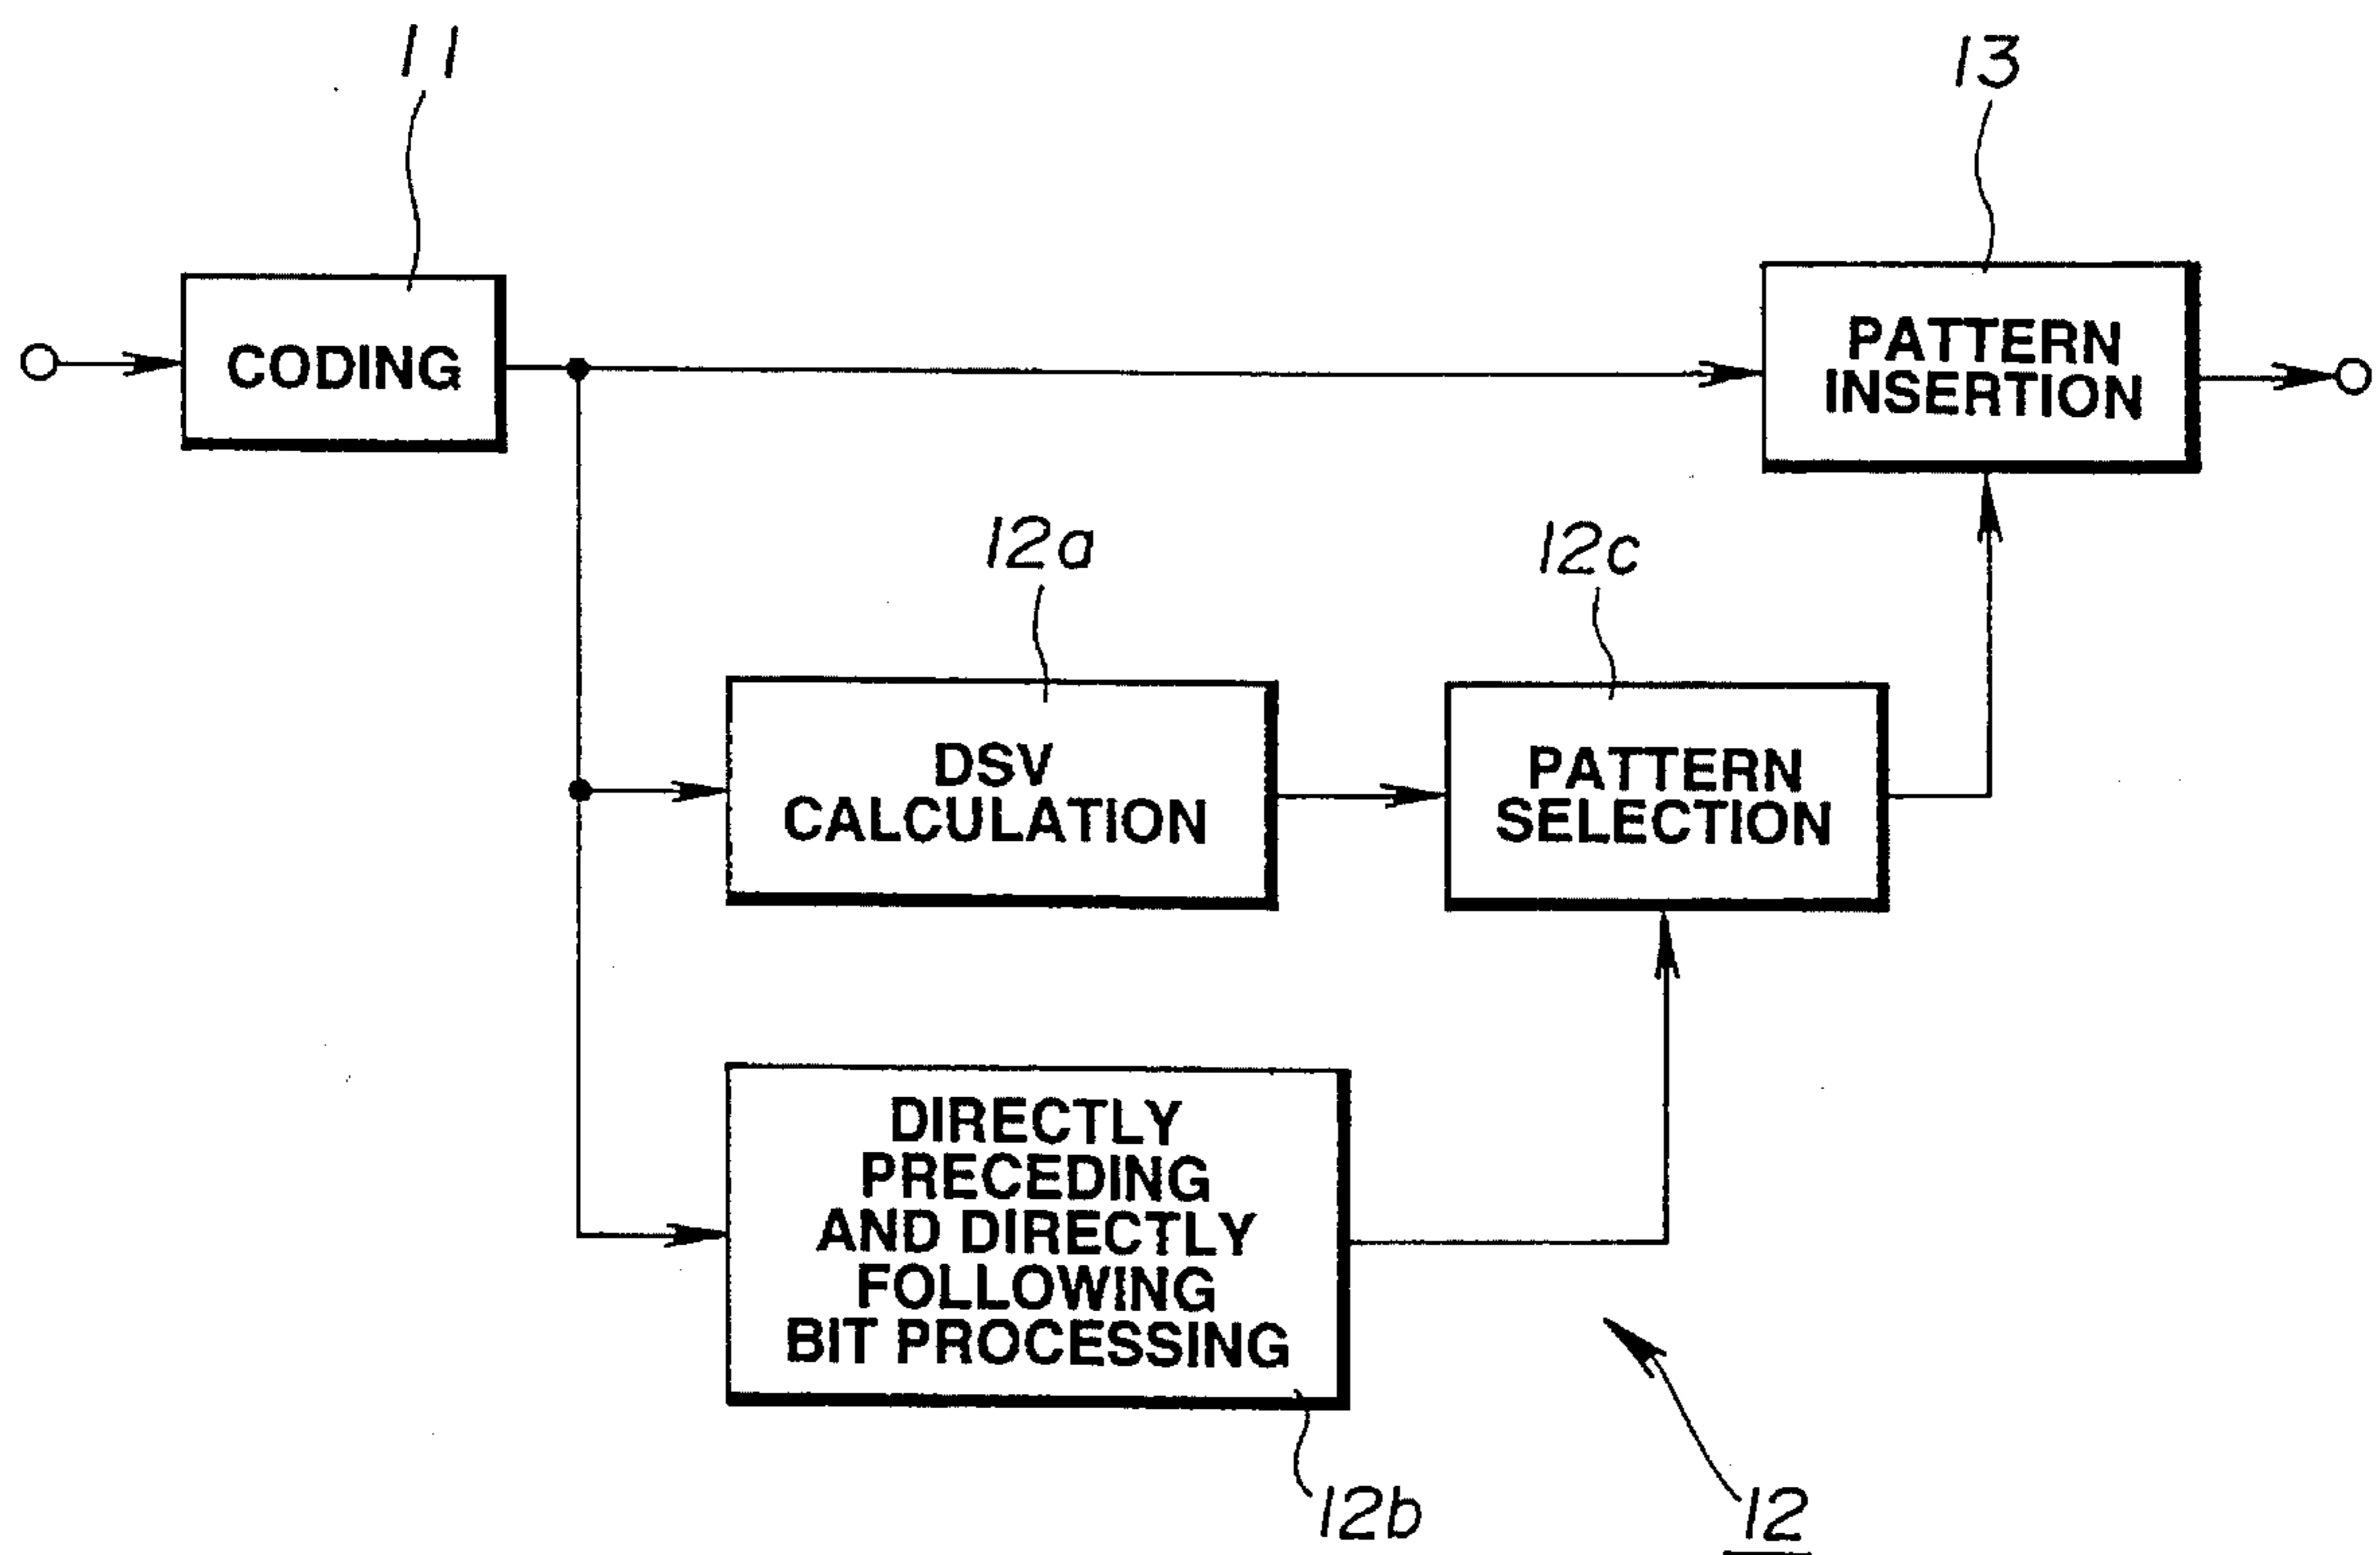 11
13
CODING
PATTERN
INSERTION
12a
12c
DSV
CALCULATION
PATTERN
SELECTION
DIRECTLY
PRECEDING
AND DIRECTLY
FOLLOWING
BIT PROCESSING
12b
12